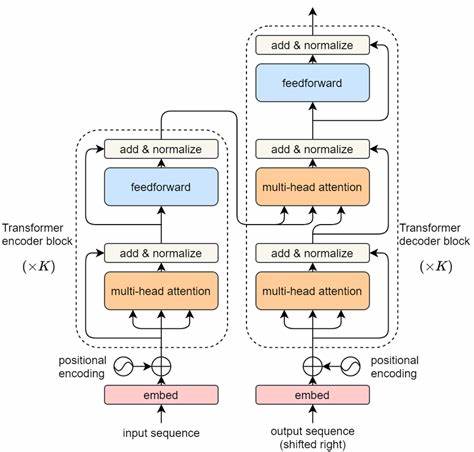 add & normalize
feedforward
add & normalize
multi-head attention
add & normalize
multi-head attention
Transformer
decoder block
(×K)
positional
encoding
embed
output sequence
(shifted right)
add & normalize
feedforward
add & normalize
multi-head attention
Transformer
encoder block
(×K)
positional
encoding
embed
input sequence